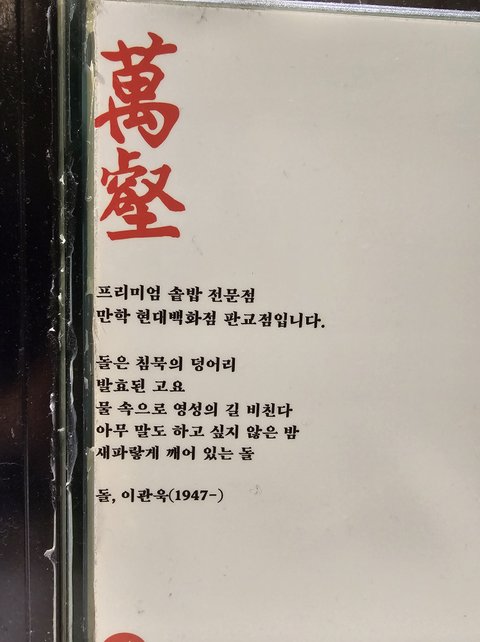 萬
壑
프리미엄 솥밥 전문점
만학 현대백화점 판교점입니다.
돌은 침묵의 덩어리
발효된 고요
물 속으로 영성의 길 비친다
아무 말도 하고 싶지 않은 밤
새파랗게 깨어 있는 돌
돌, 이관욱(1947-)